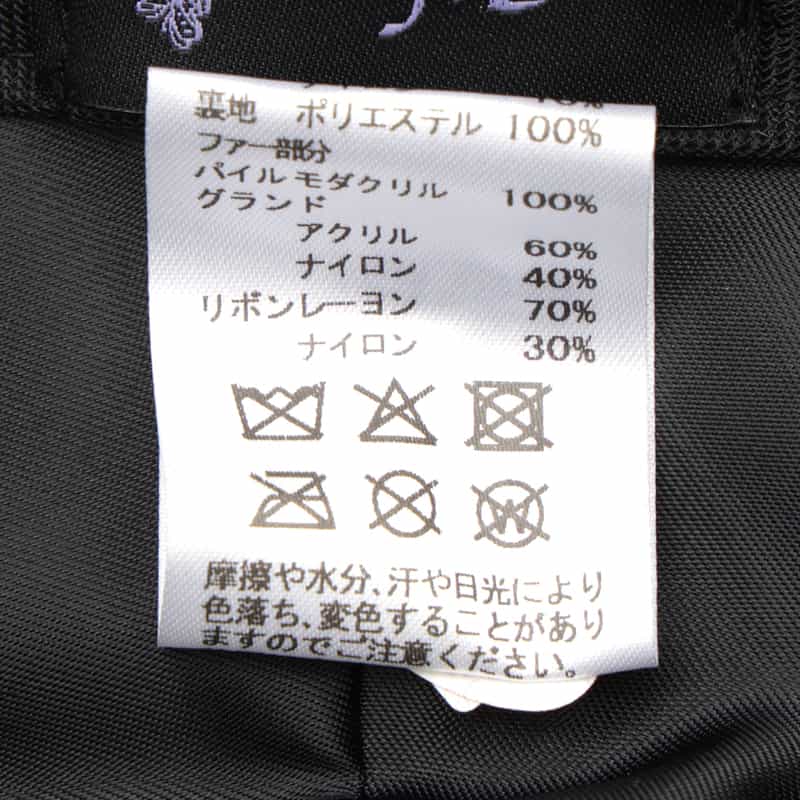 裏地 ポリエステル 100%
ファー部分
パイル モダクリル 100%
グランド
アクリル 60%
ナイロン 40%
リボン レーヨン 70%
ナイロン 30%
摩擦や水分、汗や日光により
色落ち、変色することがあり
ますのでご注意ください。